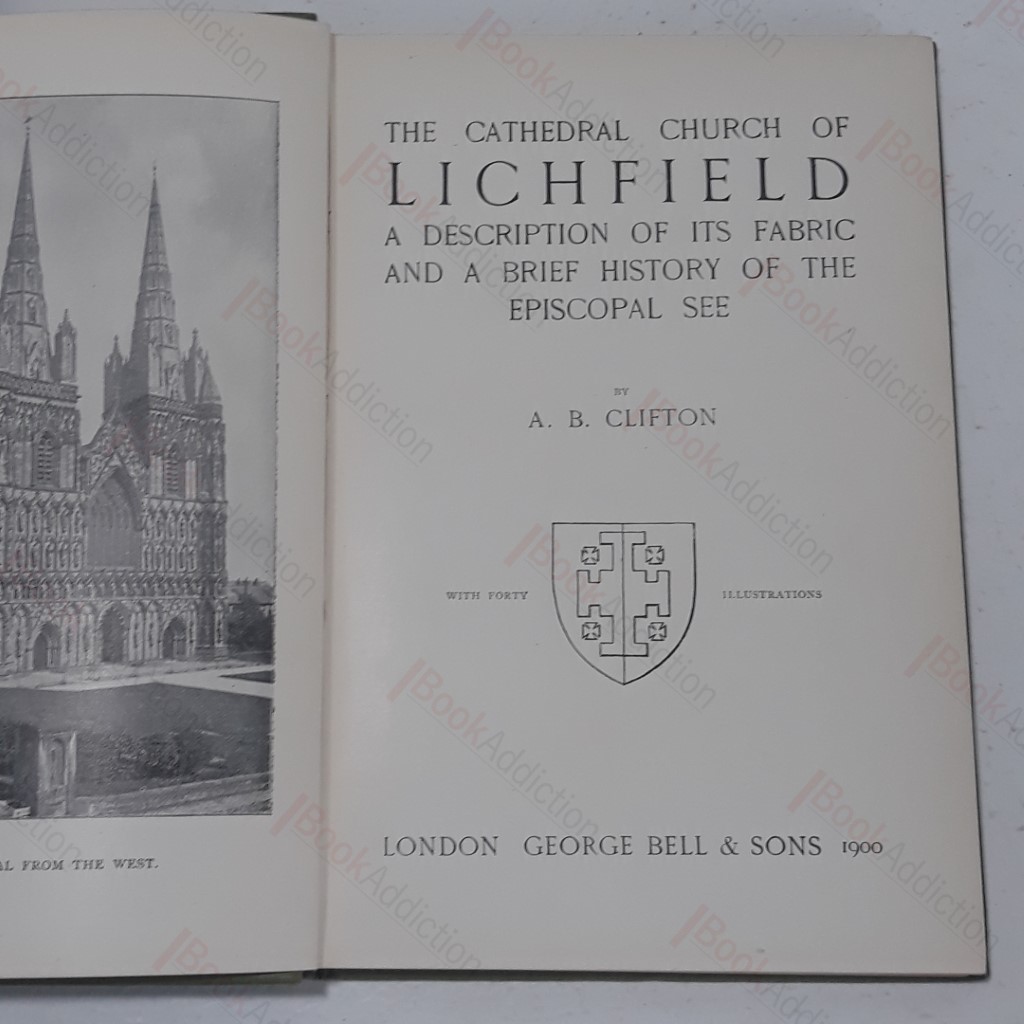 AL FROM THE WEST.
THE CATHEDRAL CHURCH OF
LICHFIELD
A DESCRIPTION OF ITS FABRIC
AND A BRIEF HISTORY OF THE
EPISCOPAL SEE
BY
A. B. CLIFTON
WITH FORTY ILLUSTRATIONS
LONDON GEORGE BELL & SONS 1900
BookAddiction